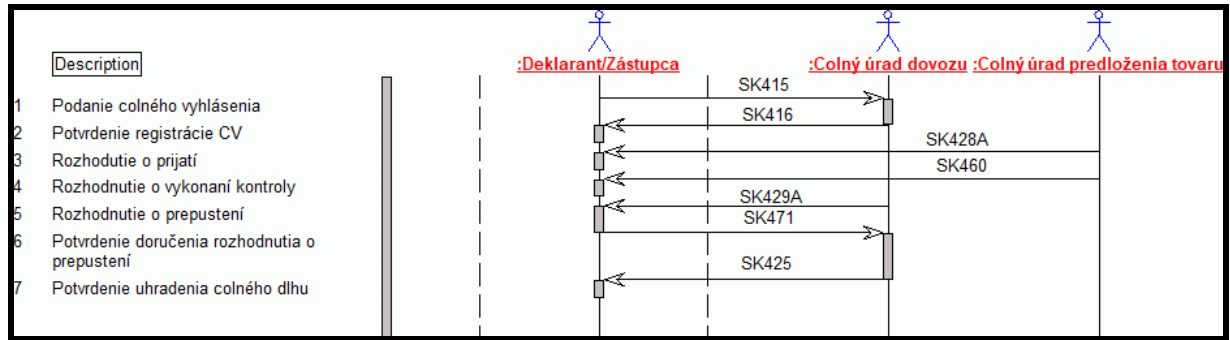 Description
:Deklarant/Zástupca
:Colný úrad dovozu
:Colný úrad predloženia tovaru
1 Podanie colného vyhlásenia
SK415
2 Potvrdenie registrácie CV
SK416
3 Rozhodutie o prijatí
SK428A
4 Rozhodnutie o vykonaní kontroly
SK460
5 Rozhodnutie o prepustení
SK429A
6 Potvrdenie doručenia rozhodnutia o
prepustení
SK471
7 Potvrdenie uhradenia colného dlhu
SK425